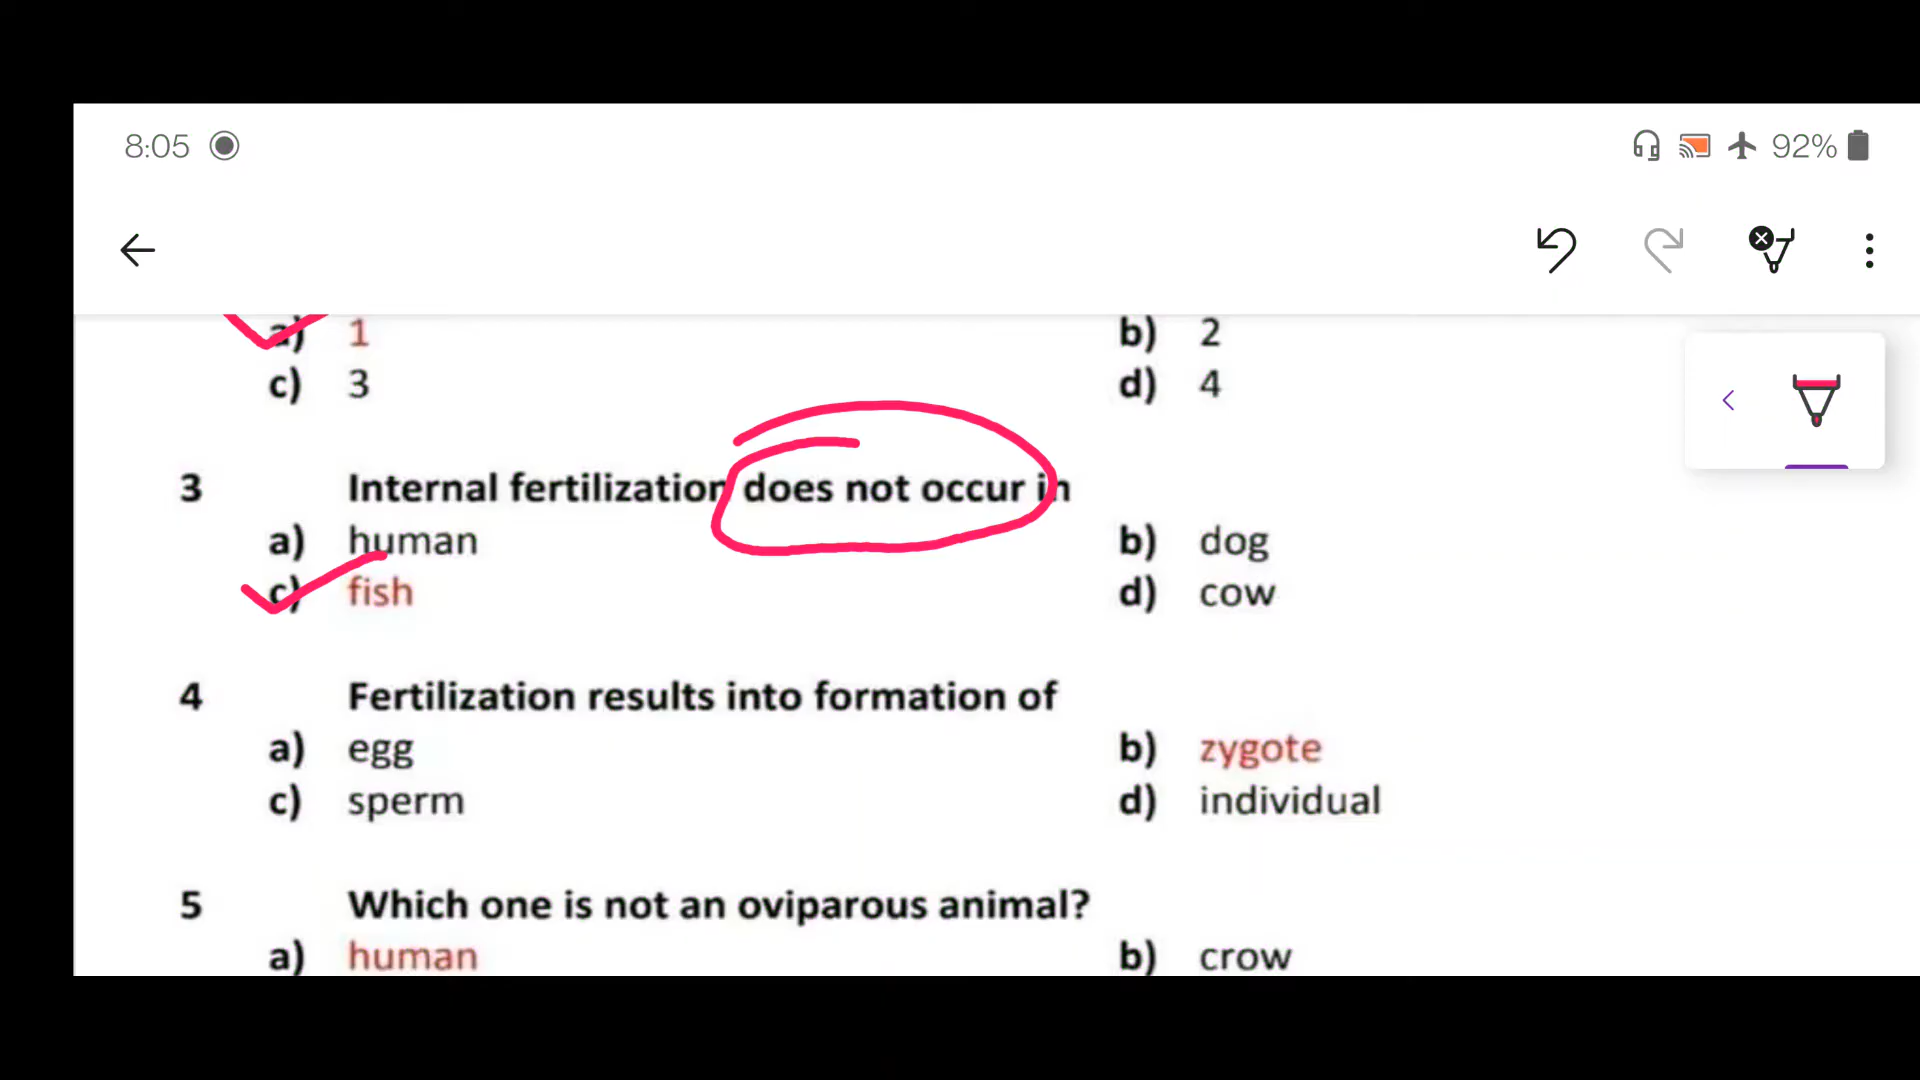 8:05 92%
a) 1 b) 2
c) 3 d) 4
3 Internal fertilization does not occur in
a) human b) dog
c) fish d) cow
4 Fertilization results into formation of
a) egg b) zygote
c) sperm d) individual
5 Which one is not an oviparous animal?
a) human b) crow